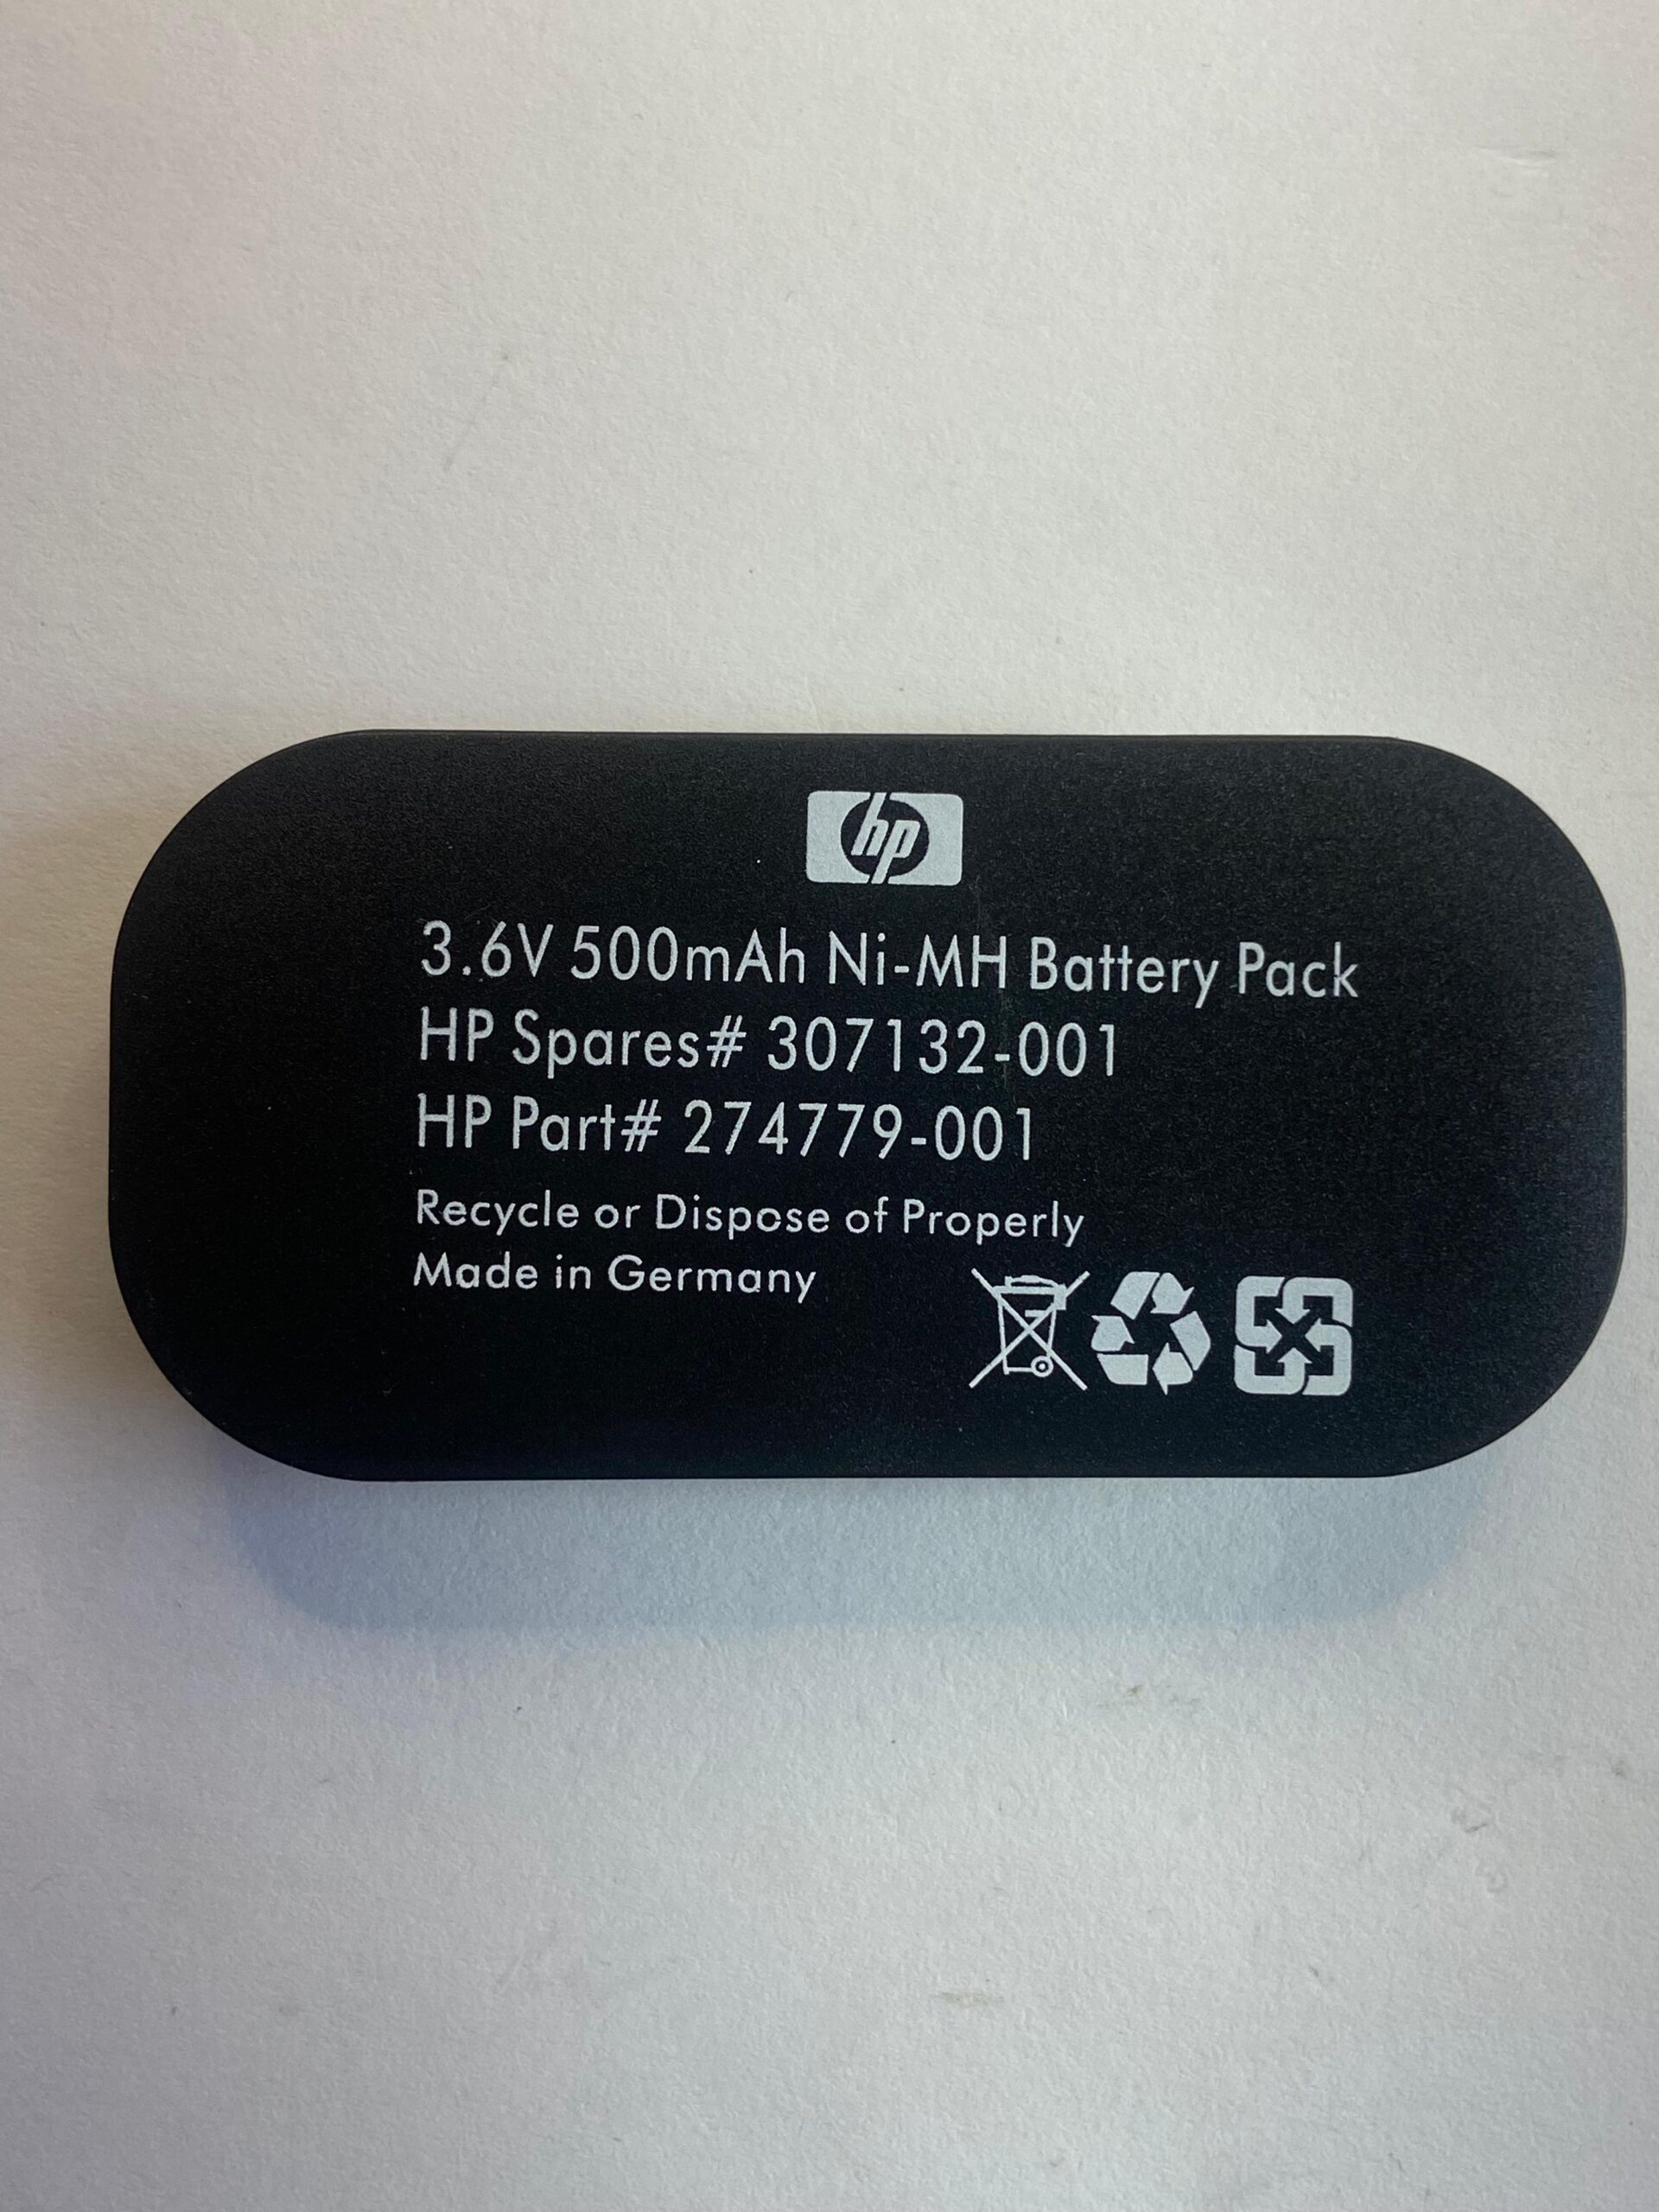 hp
3.6V 500mAh Ni-MH Battery Pack
HP Spares# 307132-001
HP Part# 274779-001
Recycle or Dispose of Properly
Made in Germany